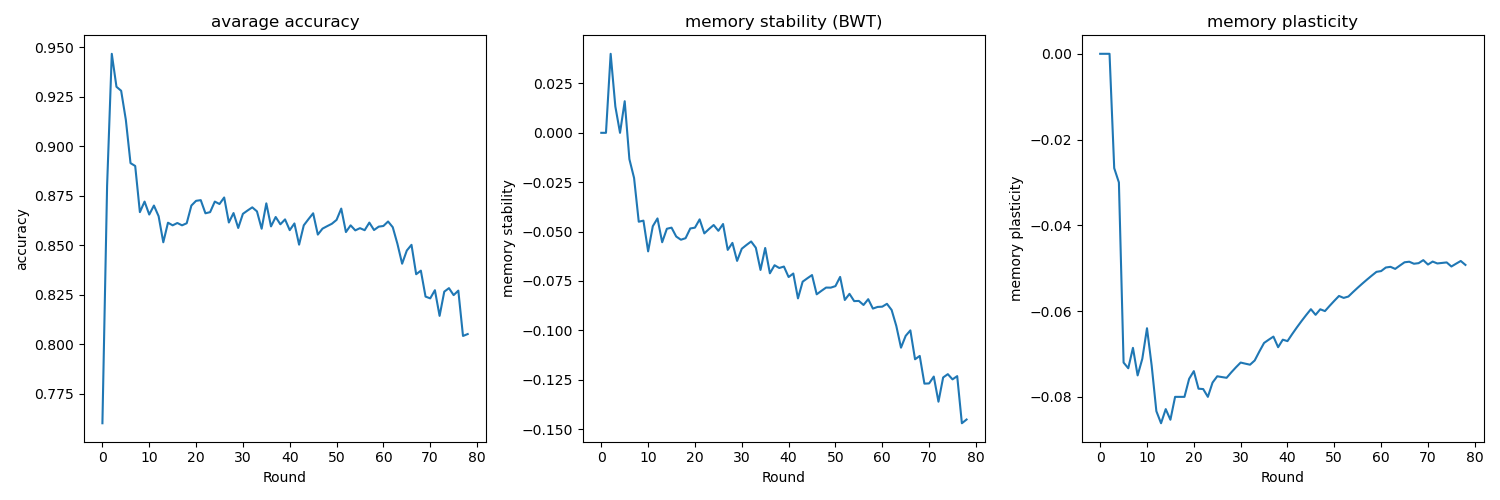 avarage accuracy
accuracy
0.950
0.925
0.900
0.875
0.850
0.825
0.800
0.775
0 10 20 30 40 50 60 70 80
Round
memory stability (BWT)
memory stability
0.025
0.000
−0.025
−0.050
−0.075
−0.100
−0.125
−0.150
0 10 20 30 40 50 60 70 80
Round
memory plasticity
memory plasticity
0.00
−0.02
−0.04
−0.06
−0.08
0 10 20 30 40 50 60 70 80
Round